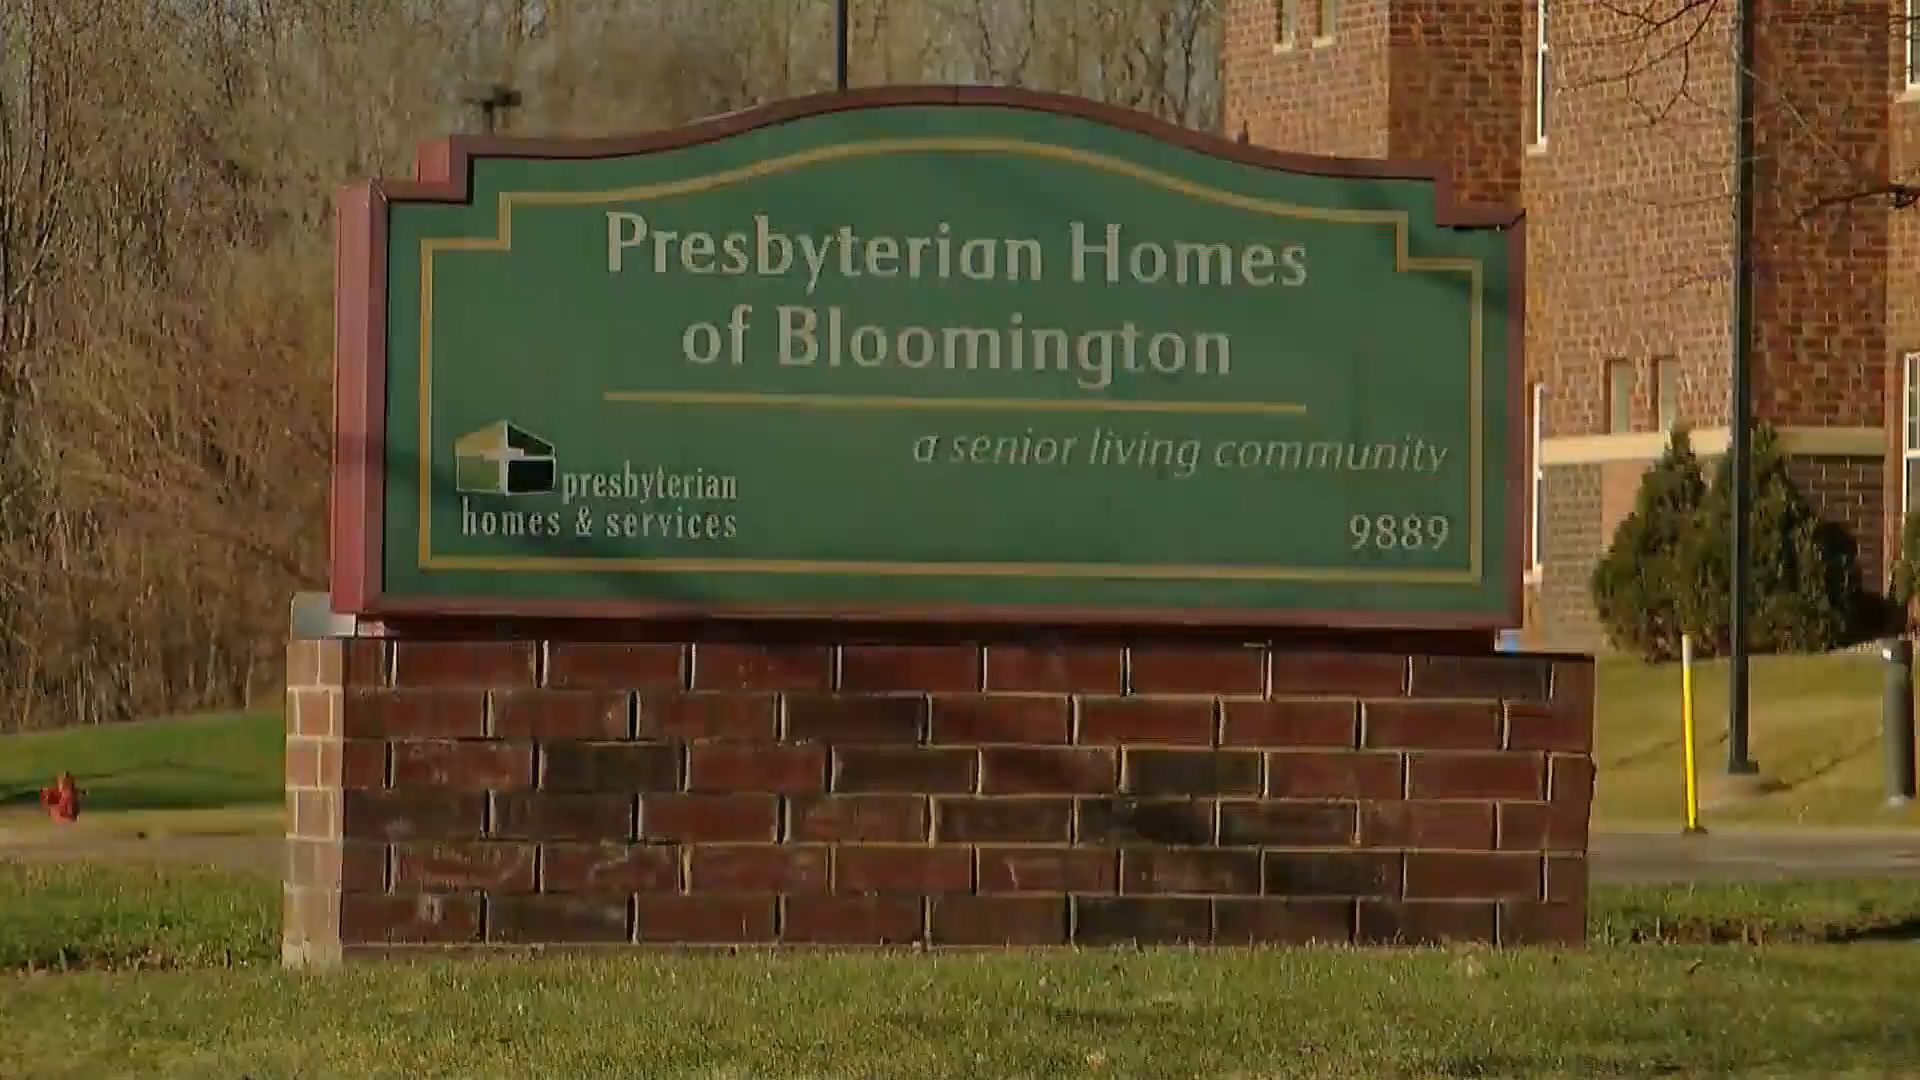 Presbyterian Homes
of Bloomington
a senior living community
presbyterian
homes & services
9889